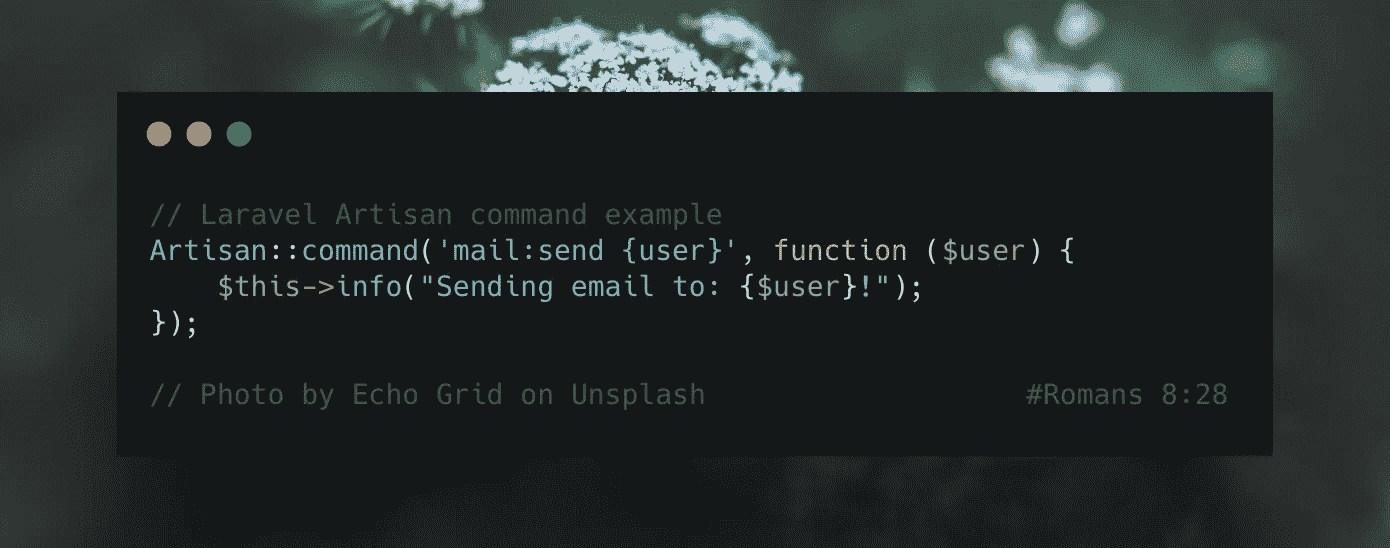 // Laravel Artisan command example
Artisan::command('mail:send {user}', function ($user) {
    $this->info("Sending email to: {$user}!");
});
// Photo by Echo Grid on Unsplash #Romans 8:28